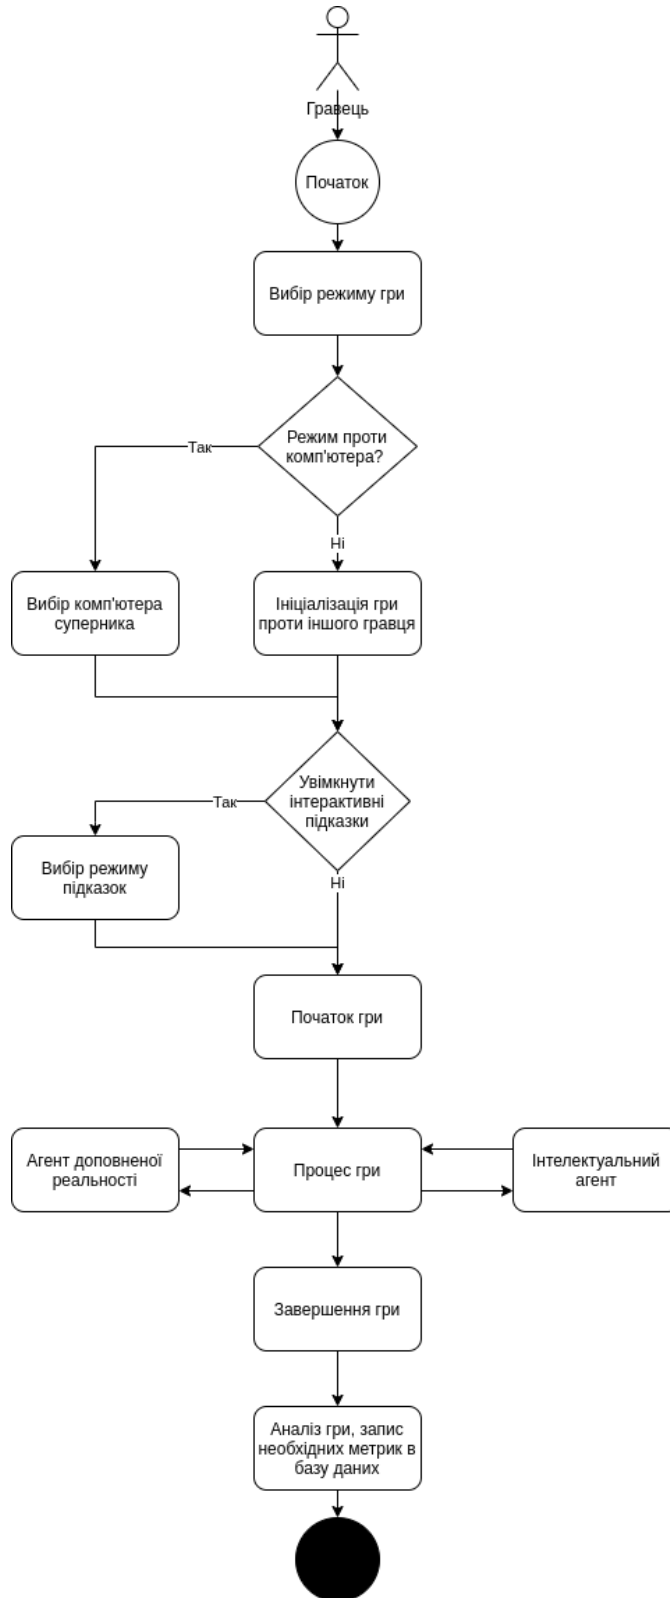 Гравець
Початок
Вибір режиму гри
Режим проти
комп'ютера?
Так
Ні
Вибір комп'ютера
суперника
Ініціалізація гри
проти іншого гравця
Увімкнути
інтерактивні
підказки
Так
Вибір режиму
підказок
Ні
Початок гри
Агент доповненої
реальності
Процес гри
Інтелектуальний
агент
Завершення гри
Аналіз гри, запис
необхідних метрик в
базу даних